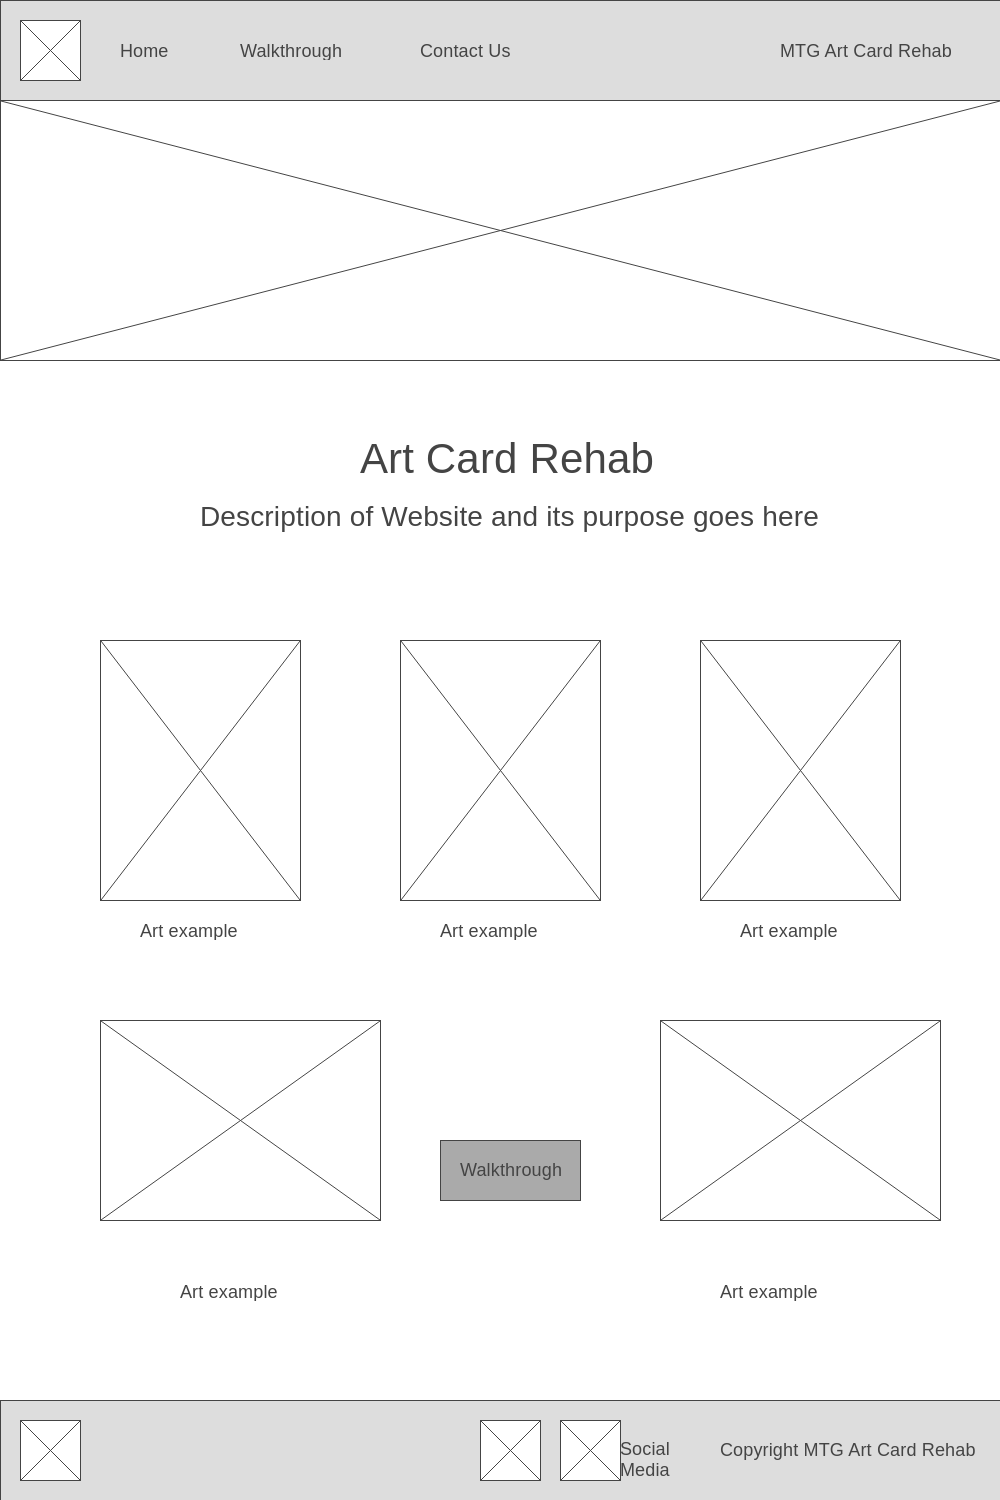 Home Walkthrough Contact Us MTG Art Card Rehab
Art Card Rehab
Description of Website and its purpose goes here
Art example Art example Art example
Walkthrough
Art example Art example
Social
Media
Copyright MTG Art Card Rehab